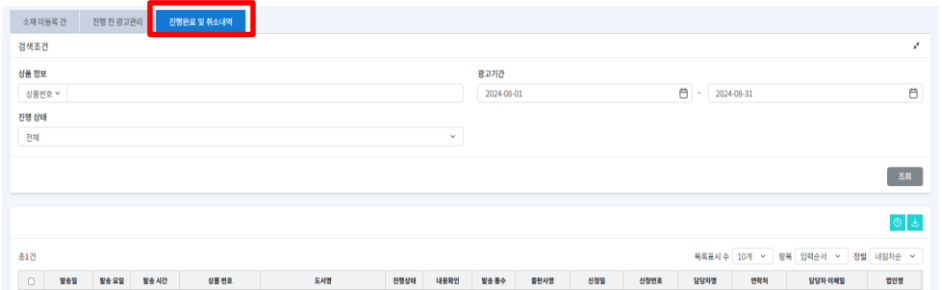 소재 미등록 건 진행 전 광고관리 진행완료 및 취소내역
검색조건
상품 정보 광고기간
상품번호 2024-08-01 ~ 2024-08-31
진행 상태
전체
조회
총1건 목록표시 수 10개 항목 입력순서 정렬 내림차순
발송일 발송 요일 발송 시간 상품 번호 도서명 진행상태 내용확인 발송 통수 출판사명 신청일 신청번호 담당자명 연락처 담당자 이메일 법인명